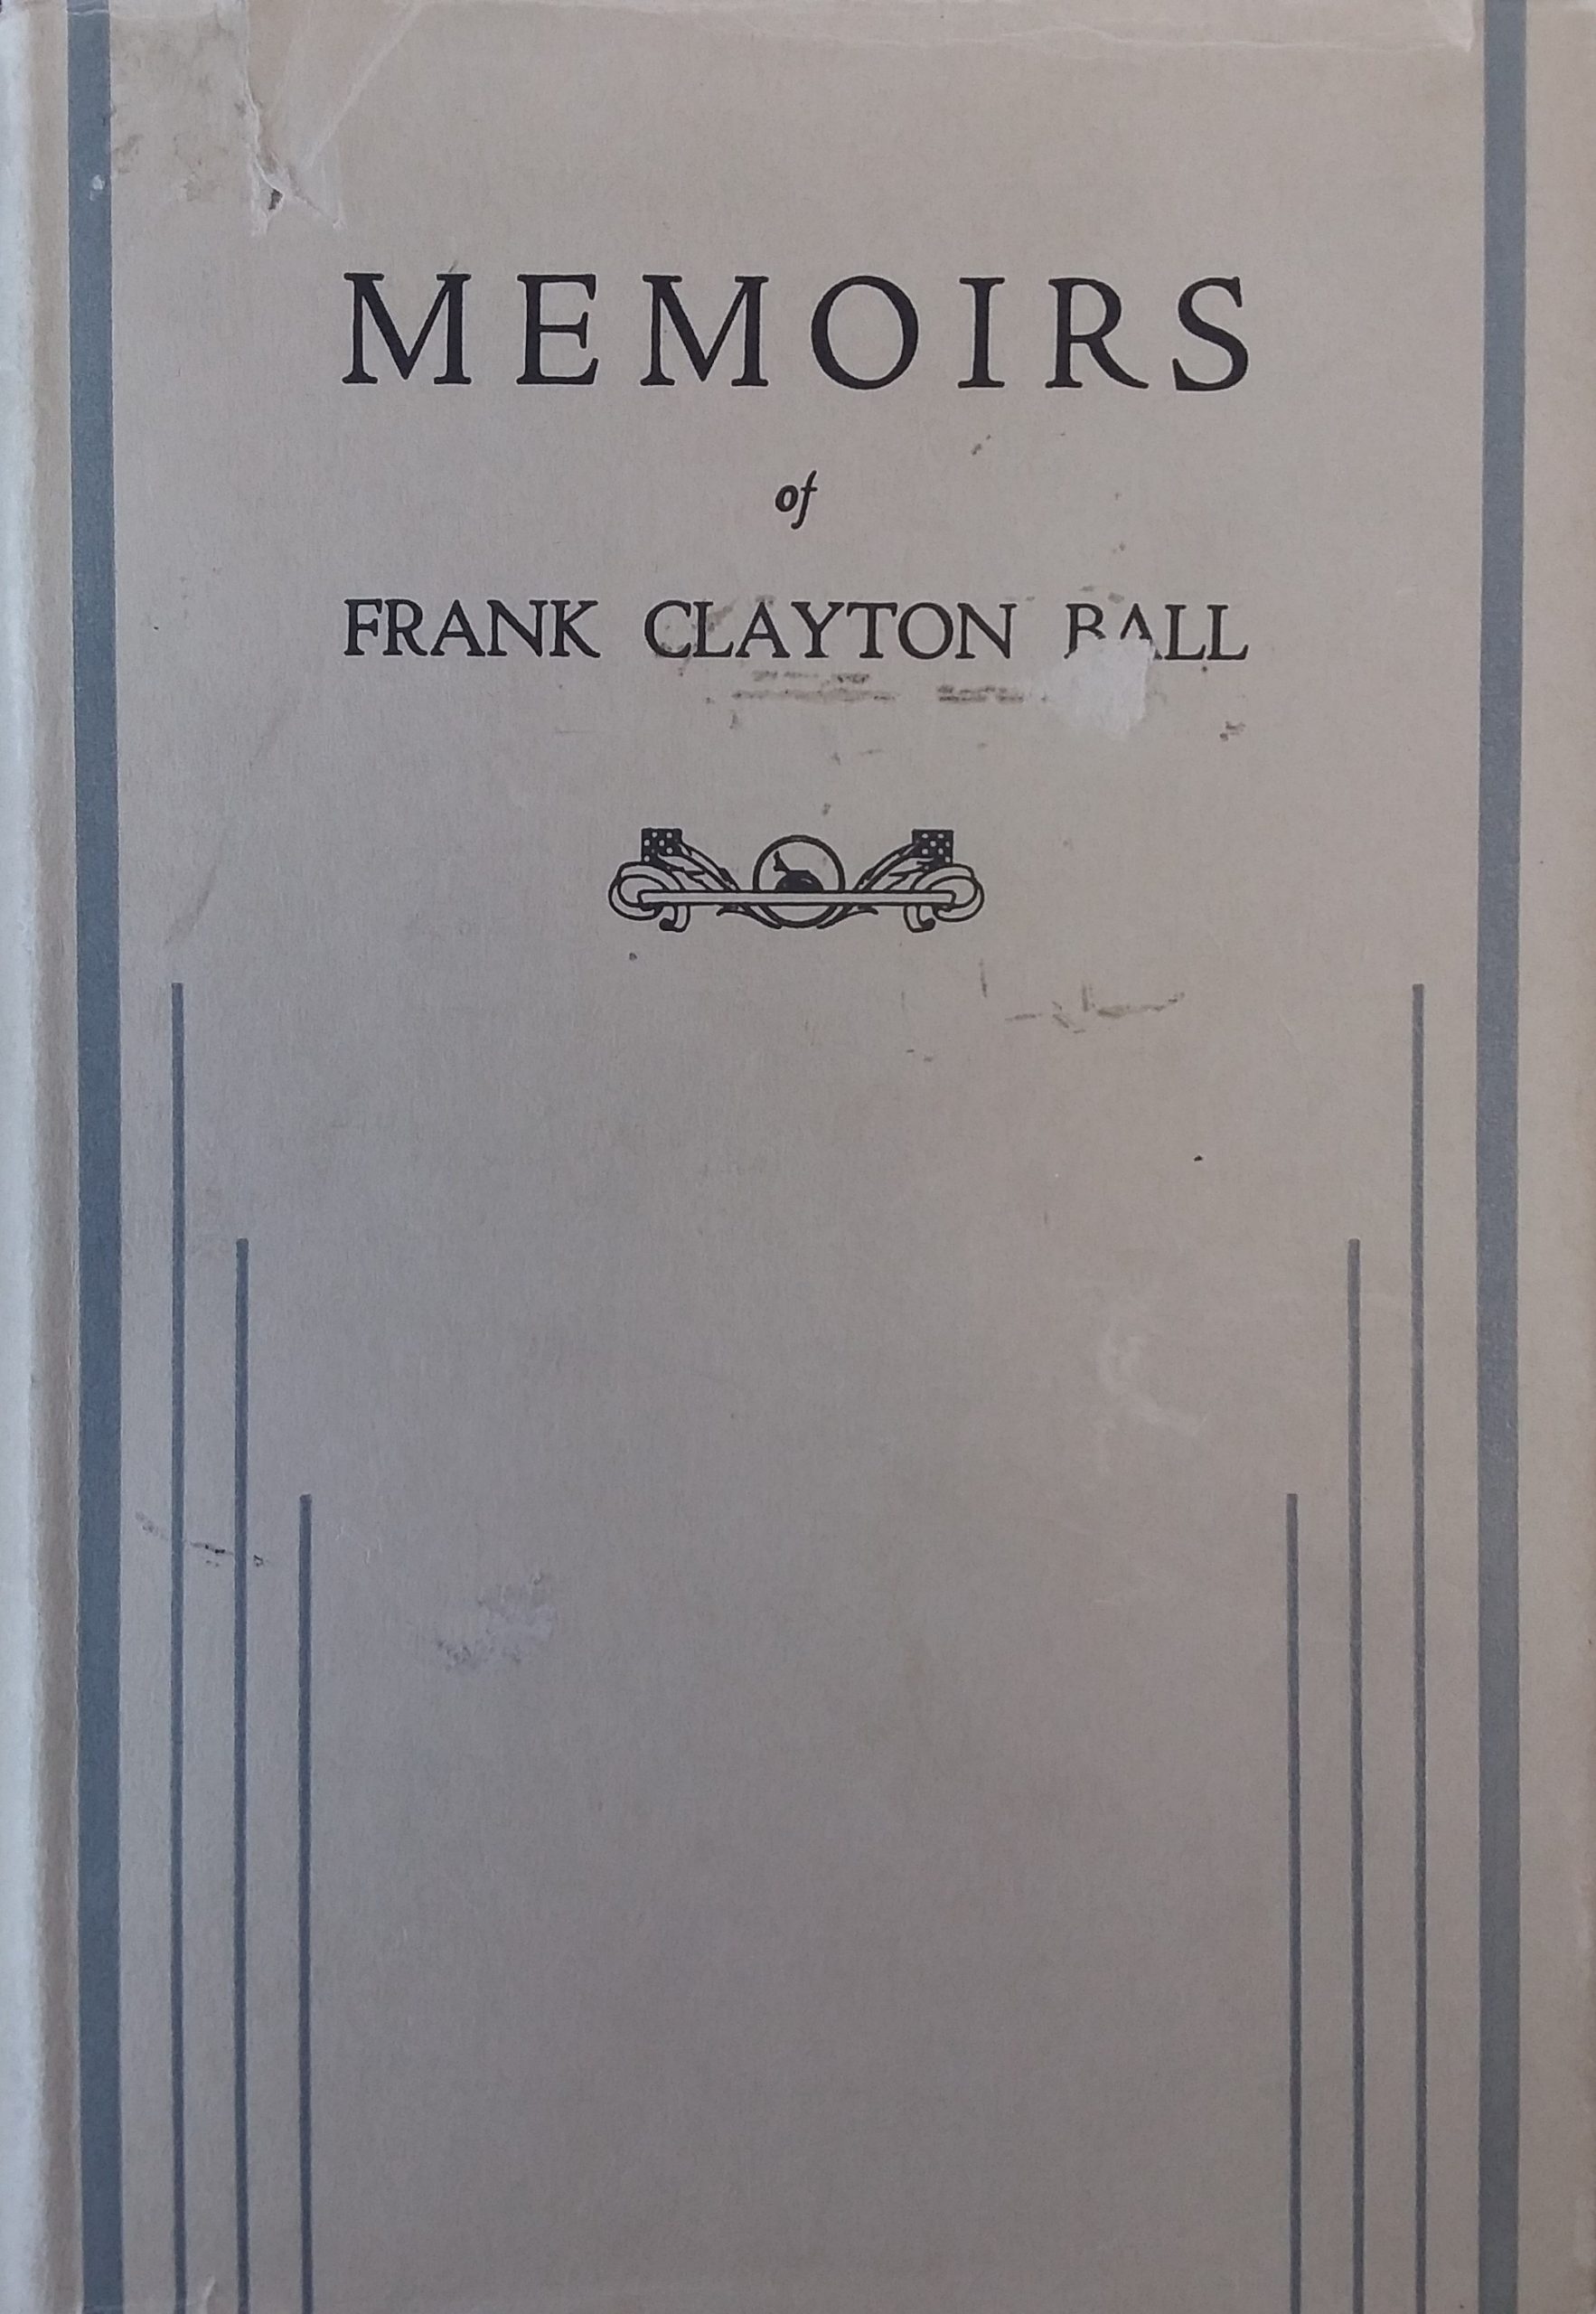 MEMOIRS
of
FRANK CLAYTON BALL